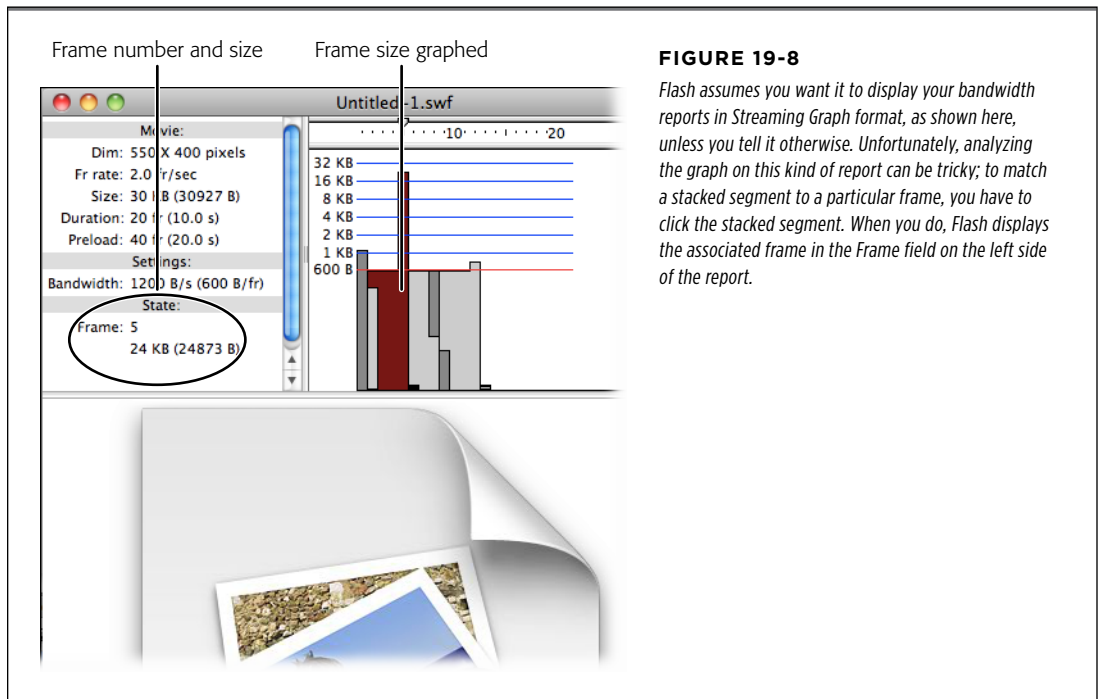 Frame number and size
Frame size graphed
Untitled-1.swf
Movie:
Dim: 550 X 400 pixels
Fr rate: 2.0 fr/sec
Size: 30 KB (30927 B)
Duration: 20 fr (10.0 s)
Preload: 40 fr (20.0 s)
Settings:
Bandwidth: 1200 B/s (600 B/fr)
State:
Frame: 5
24 KB (24873 B)
10
20
32 KB
16 KB
8 KB
4 KB
2 KB
1 KB
600 B
FIGURE 19-8
Flash assumes you want it to display your bandwidth
reports in Streaming Graph format, as shown here,
unless you tell it otherwise. Unfortunately, analyzing
the graph on this kind of report can be tricky; to match
a stacked segment to a particular frame, you have to
click the stacked segment. When you do, Flash displays
the associated frame in the Frame field on the left side
of the report.